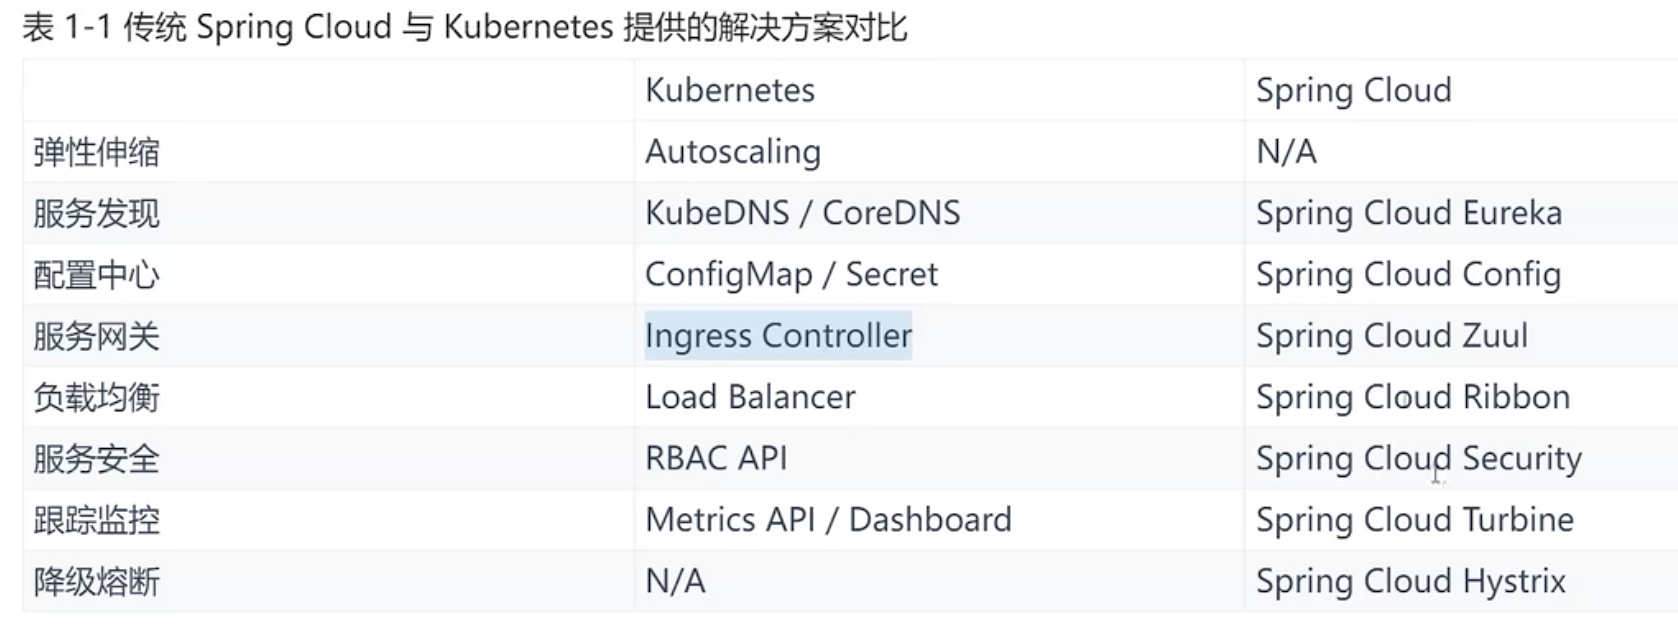 表 1-1 传统 Spring Cloud 与 Kubernetes 提供的解决方案对比
Kubernetes Spring Cloud
弹性伸缩 Autoscaling N/A
服务发现 KubeDNS / CoreDNS Spring Cloud Eureka
配置中心 ConfigMap / Secret Spring Cloud Config
服务网关 Ingress Controller Spring Cloud Zuul
负载均衡 Load Balancer Spring Cloud Ribbon
服务安全 RBAC API Spring Cloud Security
跟踪监控 Metrics API / Dashboard Spring Cloud Turbine
降级熔断 N/A Spring Cloud Hystrix